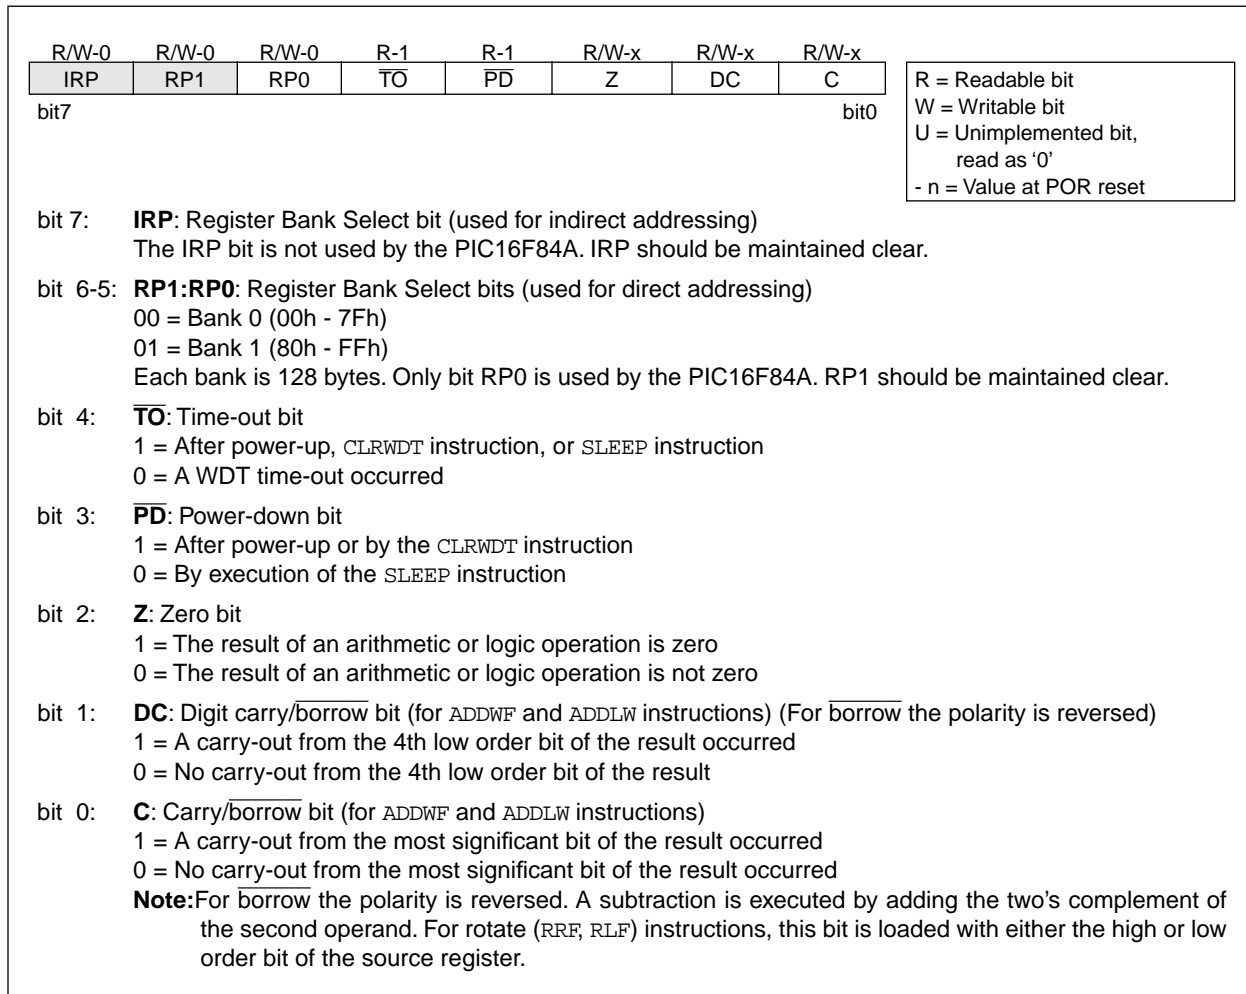 R/W-0 R/W-0 R/W-0 R-1 R-1 R/W-x R/W-x R/W-x
IRP RP1 RP0 T̅O̅ P̅D̅ Z DC C
bit7 bit0
R = Readable bit
W = Writable bit
U = Unimplemented bit,
read as ‘0’
- n = Value at POR reset
bit 7: IRP: Register Bank Select bit (used for indirect addressing)
The IRP bit is not used by the PIC16F84A. IRP should be maintained clear.
bit 6-5: RP1:RP0: Register Bank Select bits (used for direct addressing)
00 = Bank 0 (00h - 7Fh)
01 = Bank 1 (80h - FFh)
Each bank is 128 bytes. Only bit RP0 is used by the PIC16F84A. RP1 should be maintained clear.
bit 4: T̅O̅: Time-out bit
1 = After power-up, CLRWDT instruction, or SLEEP instruction
0 = A WDT time-out occurred
bit 3: P̅D̅: Power-down bit
1 = After power-up or by the CLRWDT instruction
0 = By execution of the SLEEP instruction
bit 2: Z: Zero bit
1 = The result of an arithmetic or logic operation is zero
0 = The result of an arithmetic or logic operation is not zero
bit 1: DC: Digit carry/b̅o̅r̅r̅o̅w̅ bit (for ADDWF and ADDLW instructions) (For b̅o̅r̅r̅o̅w̅ the polarity is reversed)
1 = A carry-out from the 4th low order bit of the result occurred
0 = No carry-out from the 4th low order bit of the result
bit 0: C: Carry/b̅o̅r̅r̅o̅w̅ bit (for ADDWF and ADDLW instructions)
1 = A carry-out from the most significant bit of the result occurred
0 = No carry-out from the most significant bit of the result occurred
Note:For b̅o̅r̅r̅o̅w̅ the polarity is reversed. A subtraction is executed by adding the two’s complement of
the second operand. For rotate (RRF, RLF) instructions, this bit is loaded with either the high or low
order bit of the source register.